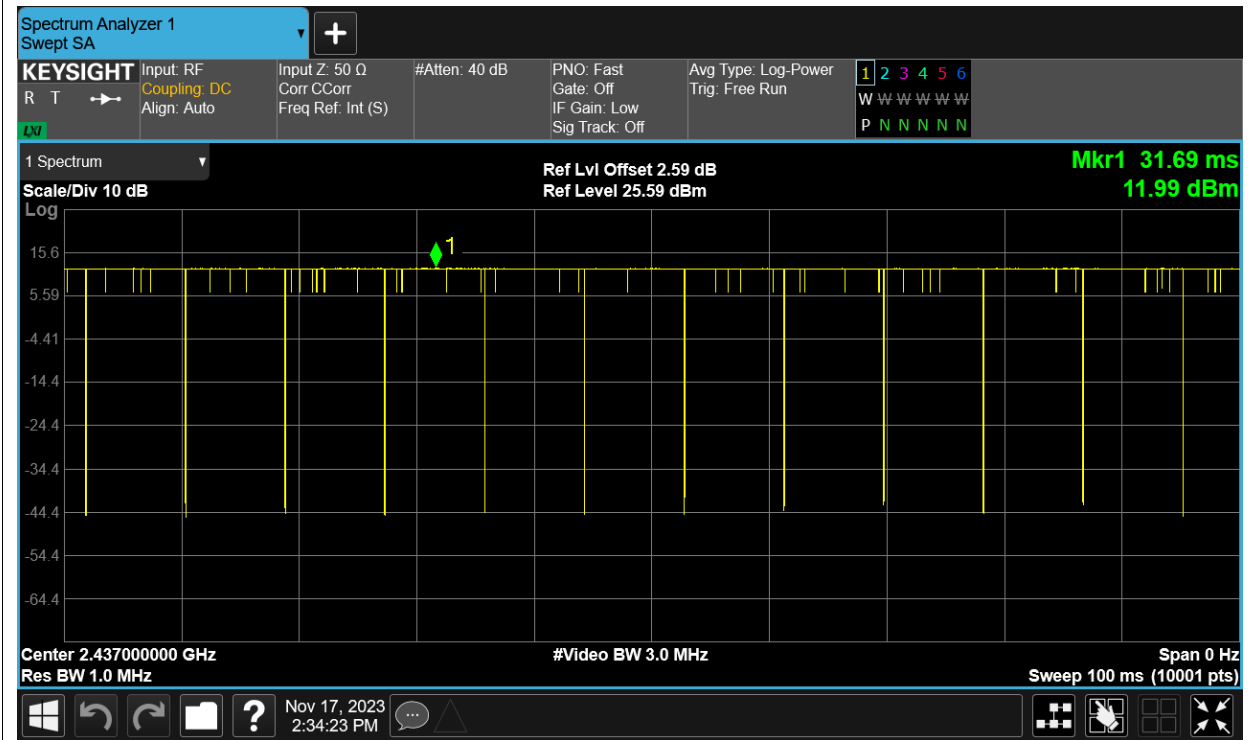 Spectrum Analyzer 1
Swept SA
+
KEYSIGHT
R T
LXI
Input: RF
Coupling: DC
Align: Auto
Input Z: 50 Ω
Corr CCorr
Freq Ref: Int (S)
#Atten: 40 dB
PNO: Fast
Gate: Off
IF Gain: Low
Sig Track: Off
Avg Type: Log-Power
Trig: Free Run
1 2 3 4 5 6
W W W W W W
P N N N N N
1 Spectrum
Scale/Div 10 dB
Log
Ref Lvl Offset 2.59 dB
Ref Level 25.59 dBm
Mkr1 31.69 ms
11.99 dBm
1
15.6
5.59
-4.41
-14.4
-24.4
-34.4
-44.4
-54.4
-64.4
Center 2.437000000 GHz
Res BW 1.0 MHz
#Video BW 3.0 MHz
Span 0 Hz
Sweep 100 ms (10001 pts)
?
Nov 17, 2023
2:34:23 PM